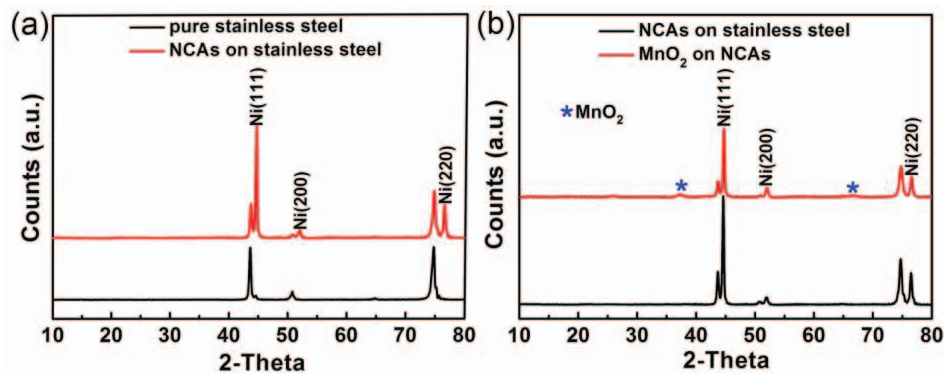 (a)
pure stainless steel
NCAs on stainless steel
Ni(111)
Ni(200)
Ni(220)
Counts (a.u.)
10 20 30 40 50 60 70 80
2-Theta
(b)
NCAs on stainless steel
MnO₂ on NCAs
*MnO₂
Ni(111)
*
Ni(200)
*
Ni(220)
Counts (a.u.)
10 20 30 40 50 60 70 80
2-Theta